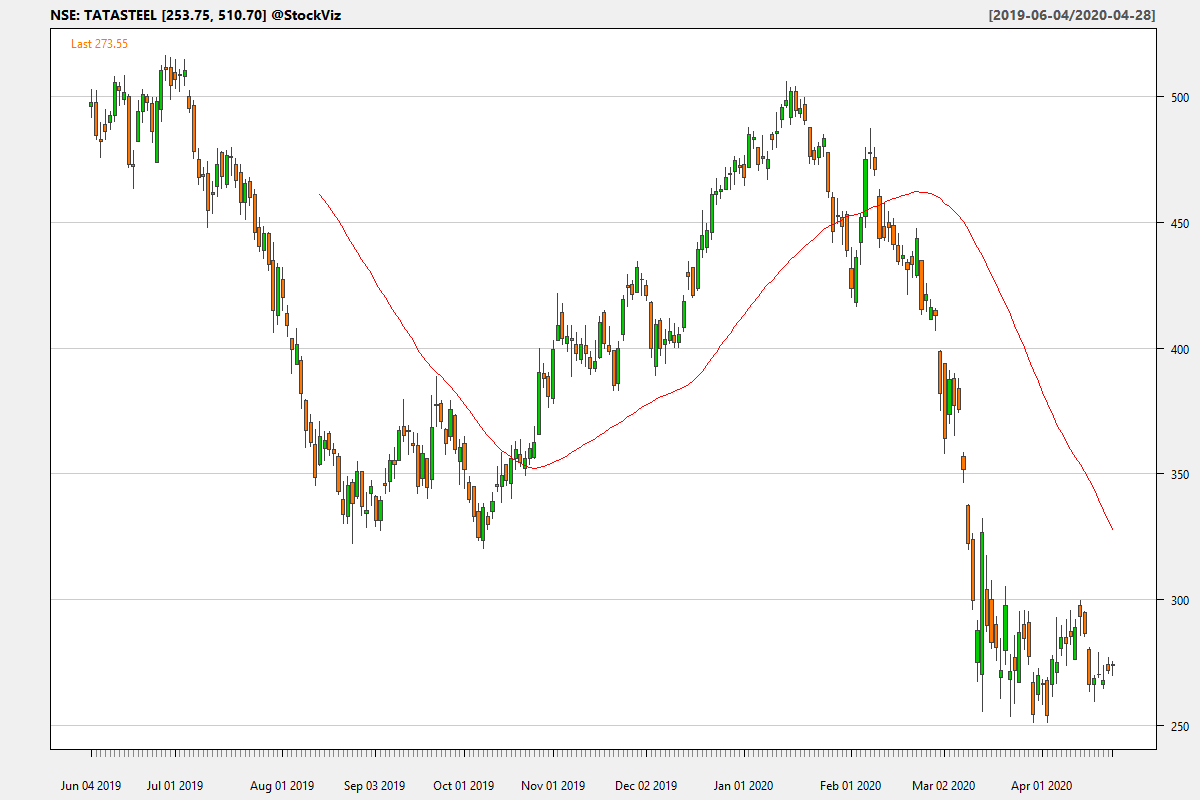 NSE: TATASTEEL [253.75, 510.70] @StockViz [2019-06-04/2020-04-28]
Last 273.55
500
450
400
350
300
250
Jun 04 2019 Jul 01 2019 Aug 01 2019 Sep 03 2019 Oct 01 2019 Nov 01 2019 Dec 02 2019 Jan 01 2020 Feb 01 2020 Mar 02 2020 Apr 01 2020